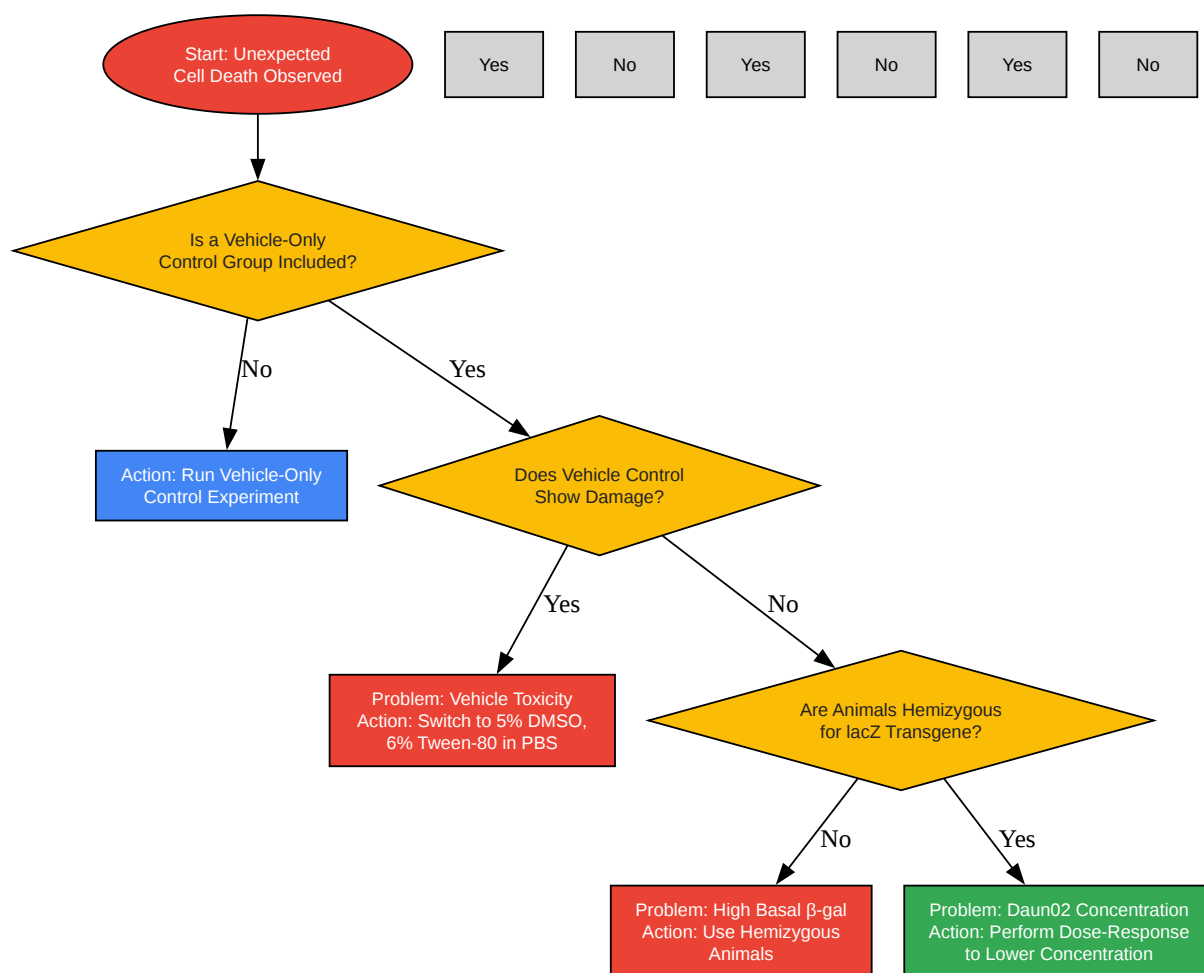 Start: Unexpected
Cell Death Observed
Yes
No
Yes
No
Yes
No
Is a Vehicle-Only
Control Group Included?
No
Yes
Action: Run Vehicle-Only
Control Experiment
Does Vehicle Control
Show Damage?
Yes
No
Problem: Vehicle Toxicity
Action: Switch to 5% DMSO,
6% Tween-80 in PBS
Are Animals Hemizygous
for lacZ Transgene?
No
Yes
Problem: High Basal β-gal
Action: Use Hemizygous
Animals
Problem: Daun02 Concentration
Action: Perform Dose-Response
to Lower Concentration